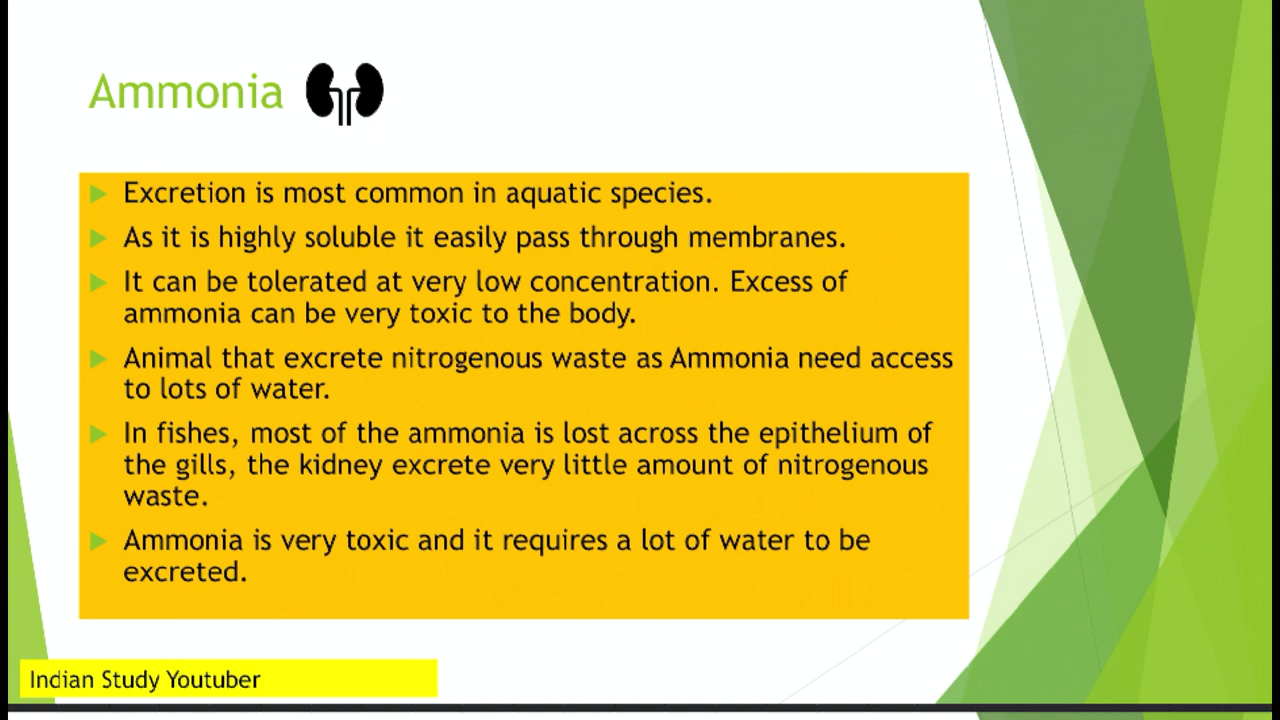 Ammonia
Excretion is most common in aquatic species.
As it is highly soluble it easily pass through membranes.
It can be tolerated at very low concentration. Excess of
ammonia can be very toxic to the body.
Animal that excrete nitrogenous waste as Ammonia need access
to lots of water.
In fishes, most of the ammonia is lost across the epithelium of
the gills, the kidney excrete very little amount of nitrogenous
waste.
Ammonia is very toxic and it requires a lot of water to be
excreted.
Indian Study Youtuber